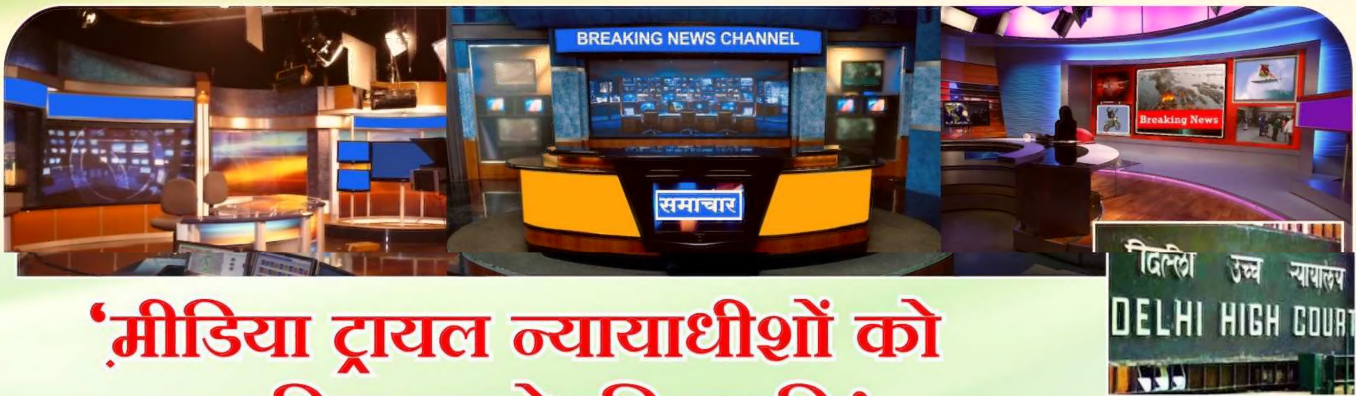 BREAKING NEWS CHANNEL
Breaking News
समाचार
दिल्ली उच्च न्यायालय
DELHI HIGH COURT
‘मीडिया ट्रायल न्यायाधीशों को